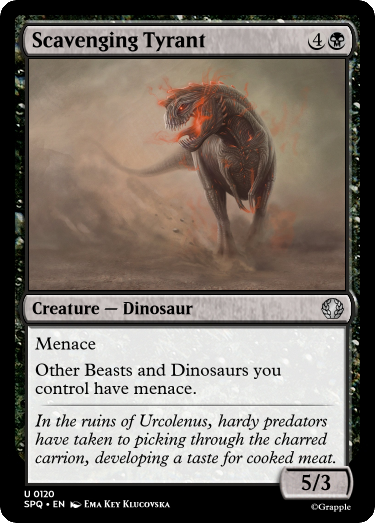 Scavenging Tyrant 4
Creature — Dinosaur
Menace
Other Beasts and Dinosaurs you
control have menace.
In the ruins of Urcolenus, hardy predators
have taken to picking through the charred
carrion, developing a taste for cooked meat.
5/3
U 0120
SPQ • EN Ema Key Klucovska
©Grapple